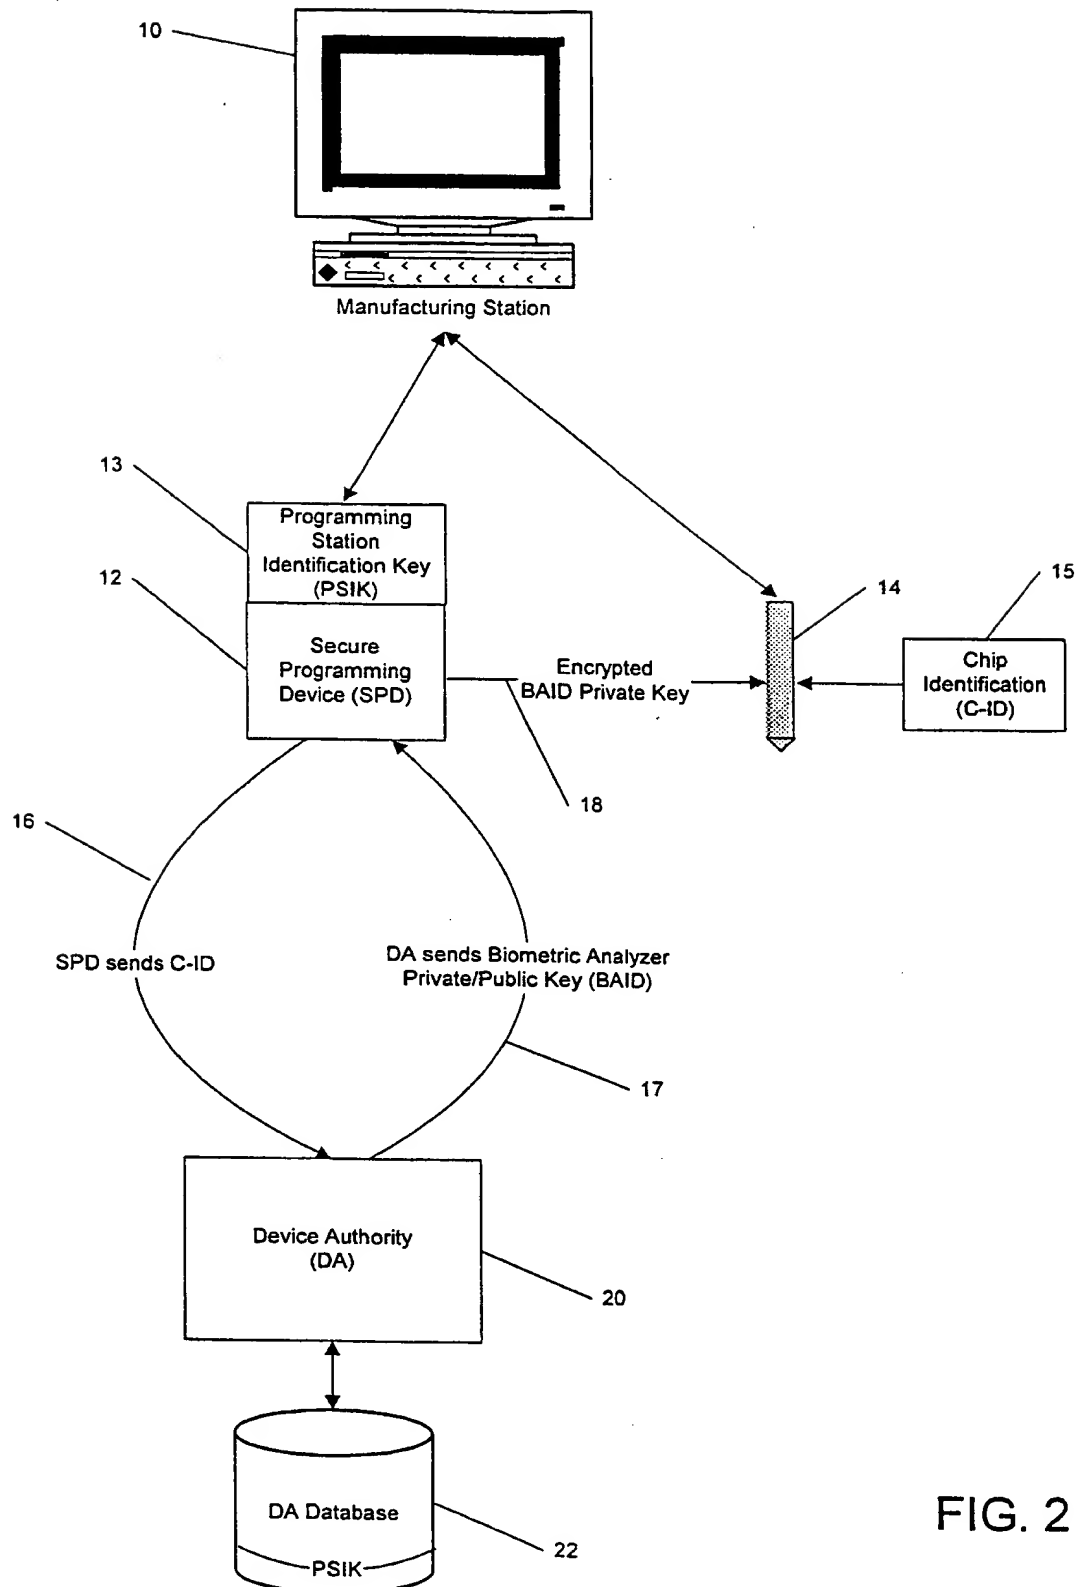 10
Manufacturing Station
13
Programming
Station
Identification Key
(PSIK)
12
Secure
Programming
Device (SPD)
Encrypted
BAID Private Key
14
15
Chip
Identification
(C-ID)
18
16
SPD sends C-ID
DA sends Biometric Analyzer
Private/Public Key (BAID)
17
Device Authority
(DA)
20
DA Database
PSIK
22
FIG. 2